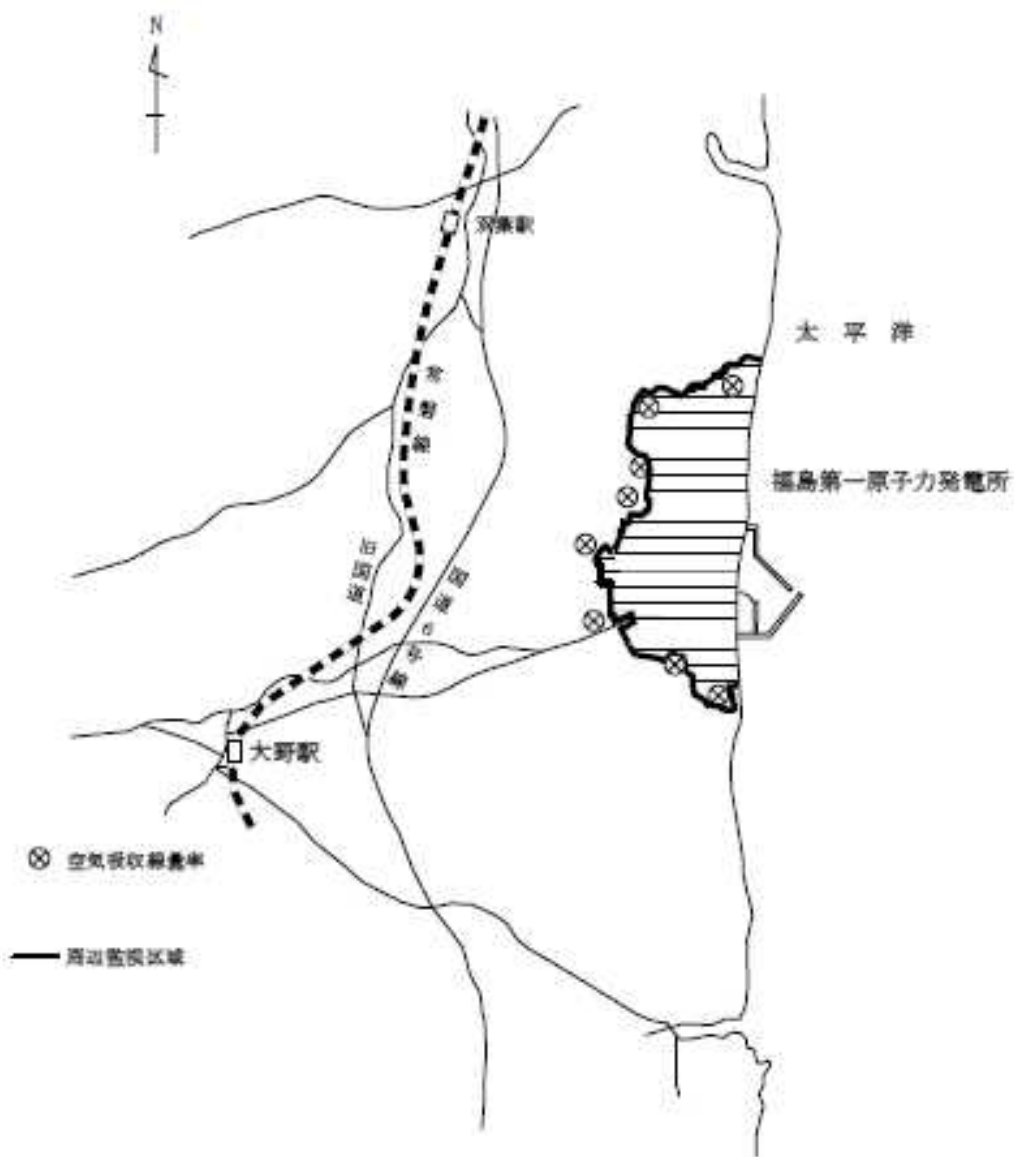 N
双葉駅
太平洋
常磐線
福島第一原子力発電所
旧国道
国道6号線
大野駅
空気吸収線量率
周辺監視区域